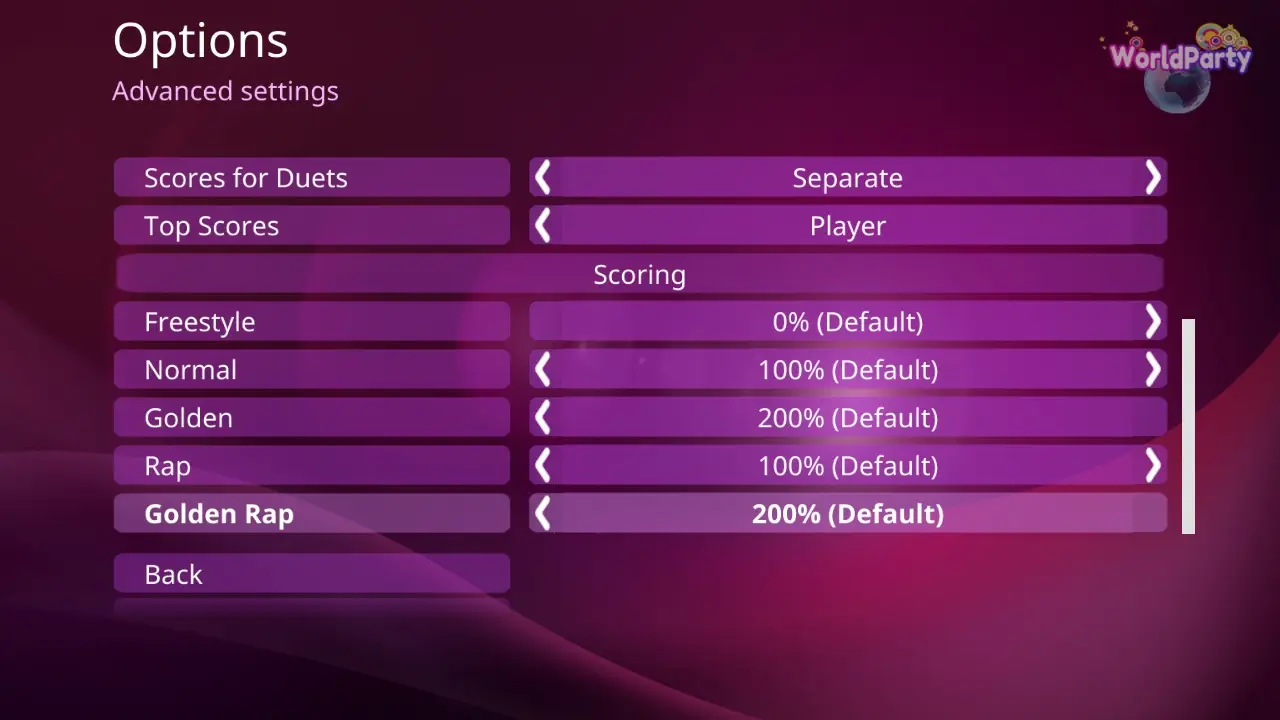 Options
WorldParty
Advanced settings
Scores for Duets
Separate
Top Scores
Player
Scoring
Freestyle
0% (Default)
Normal
100% (Default)
Golden
200% (Default)
Rap
100% (Default)
Golden Rap
200% (Default)
Back